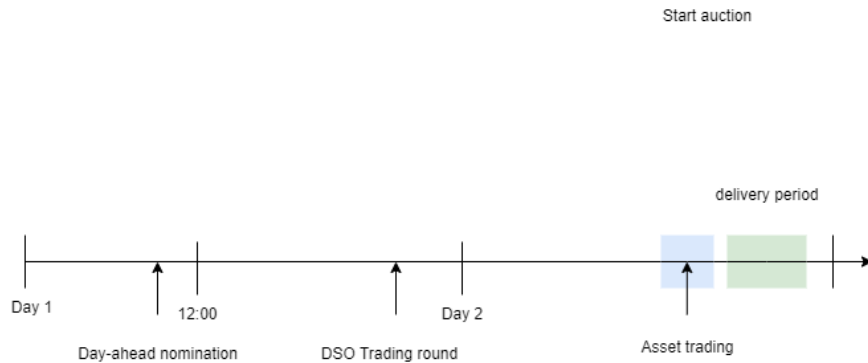 Start auction
delivery period
Day 1
12:00
Day 2
Day-ahead nomination
DSO Trading round
Asset trading